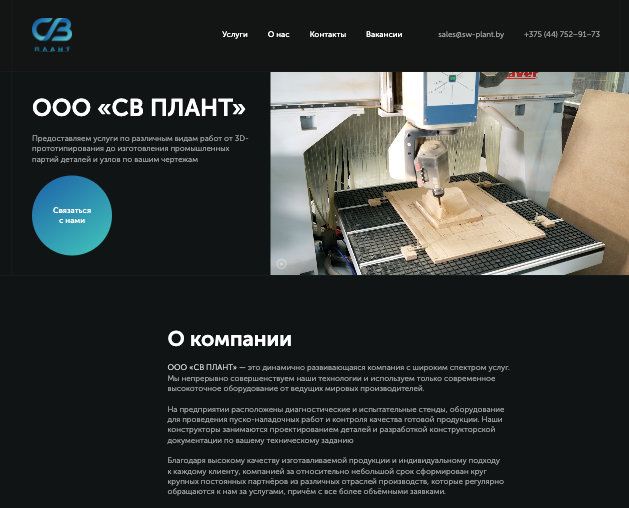 СВ
П.Л.А.Н.Т
Услуги
О нас
Контакты
Вакансии
sales@sw-plant.by
+375 (44) 752–91–73
ООО «СВ ПЛАНТ»
Предоставляем услуги по различным видам работ от 3D-
прототипирования до изготовления промышленных
партий деталей и узлов по вашим чертежам
Связаться
с нами
О компании
ООО «СВ ПЛАНТ» — это динамично развивающаяся компания с широким спектром услуг.
Мы непрерывно совершенствуем наши технологии и используем только современное
высокоточное оборудование от ведущих мировых производителей.
На предприятии расположены диагностические и испытательные стенды, оборудование
для проведения пуско-наладочных работ и контроля качества готовой продукции. Наши
конструкторы занимаются проектированием деталей и разработкой конструкторской
документации по вашему техническому заданию
Благодаря высокому качеству изготавливаемой продукции и индивидуальному подходу
к каждому клиенту, компанией за относительно небольшой срок сформирован круг
крупных постоянных партнёров из различных отраслей производств, которые регулярно
обращаются к нам за услугами, причём с все более объёмными заявками.